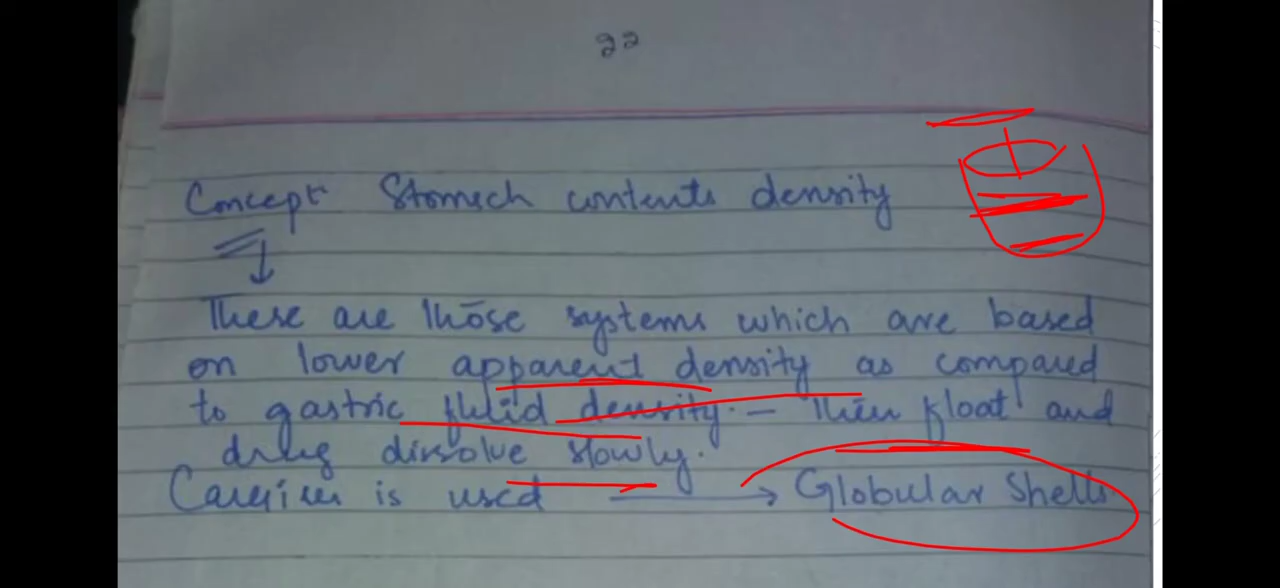 22
Concept Stomach contents density
These are those systems which are based
on lower apparent density as compared
to gastric fluid density. - Then float and
drug dissolve slowly.
Carrier is used → Globular Shells